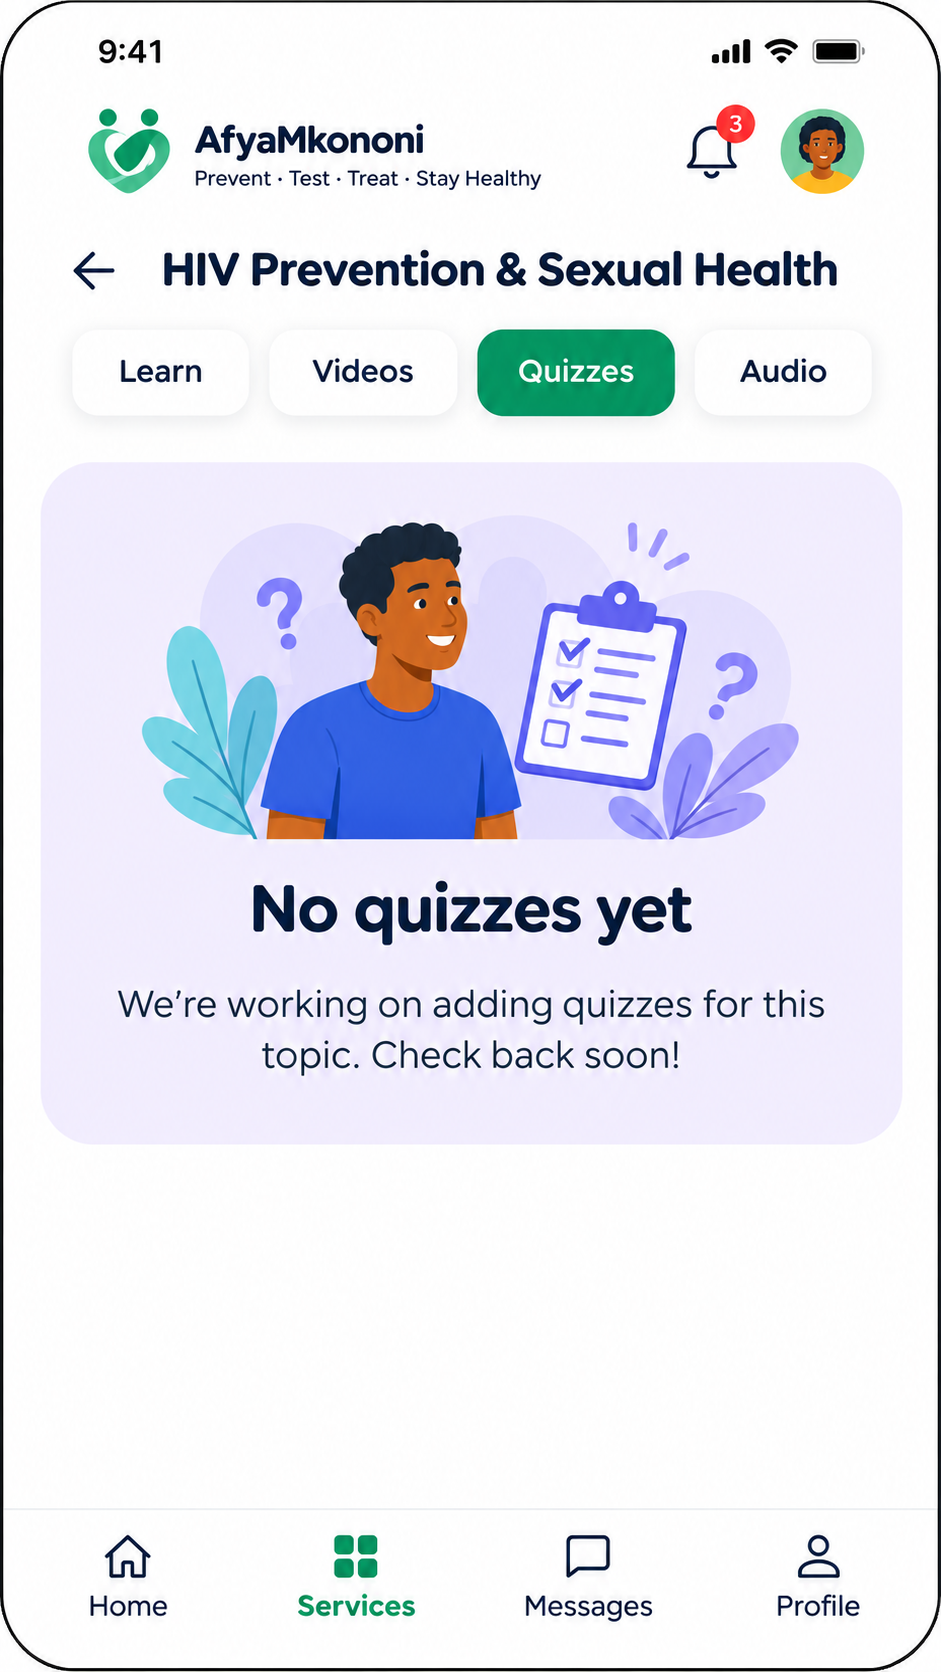 9:41
3
AfyaMkononi
Prevent · Test · Treat · Stay Healthy
HIV Prevention & Sexual Health
Learn
Videos
Quizzes
Audio
No quizzes yet
We're working on adding quizzes for this
topic. Check back soon!
Home
Services
Messages
Profile